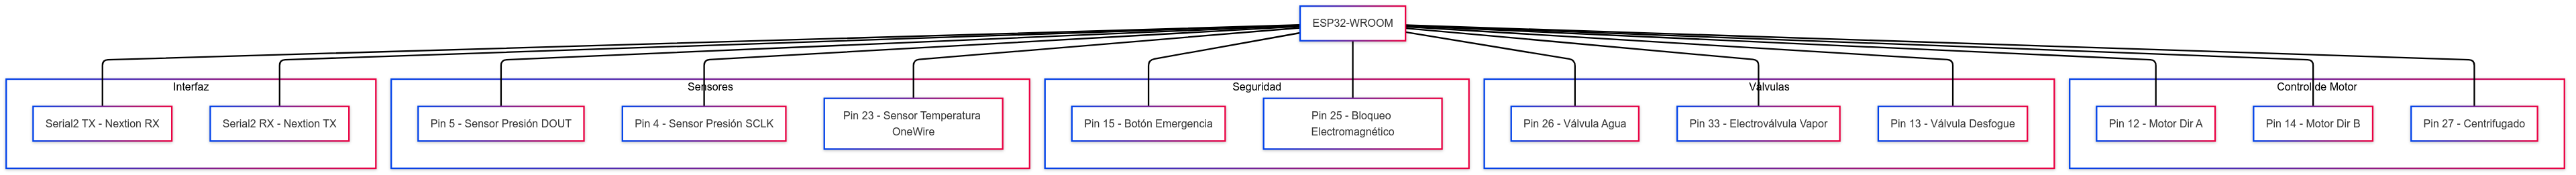 ESP32-WROOM
Interfaz
Serial2 TX - Nextion RX
Serial2 RX - Nextion TX
Sensores
Pin 5 - Sensor Presión DOUT
Pin 4 - Sensor Presión SCLK
Pin 23 - Sensor Temperatura
OneWire
Seguridad
Pin 15 - Botón Emergencia
Pin 25 - Bloqueo
Electromagnético
Válvulas
Pin 26 - Válvula Agua
Pin 33 - Electroválvula Vapor
Pin 13 - Válvula Desfogue
Control de Motor
Pin 12 - Motor Dir A
Pin 14 - Motor Dir B
Pin 27 - Centrifugado